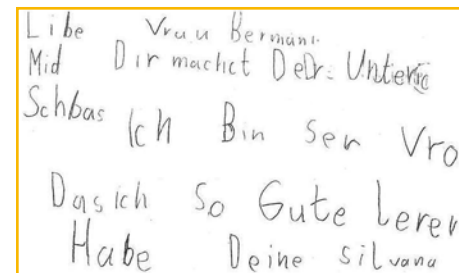 Libe Vrau Bermann.
Mid Dir machct Der Unterric
Schbas
Ich Bin Ser Vro
Das ich So Gute Lerer
Habe Deine Silvana